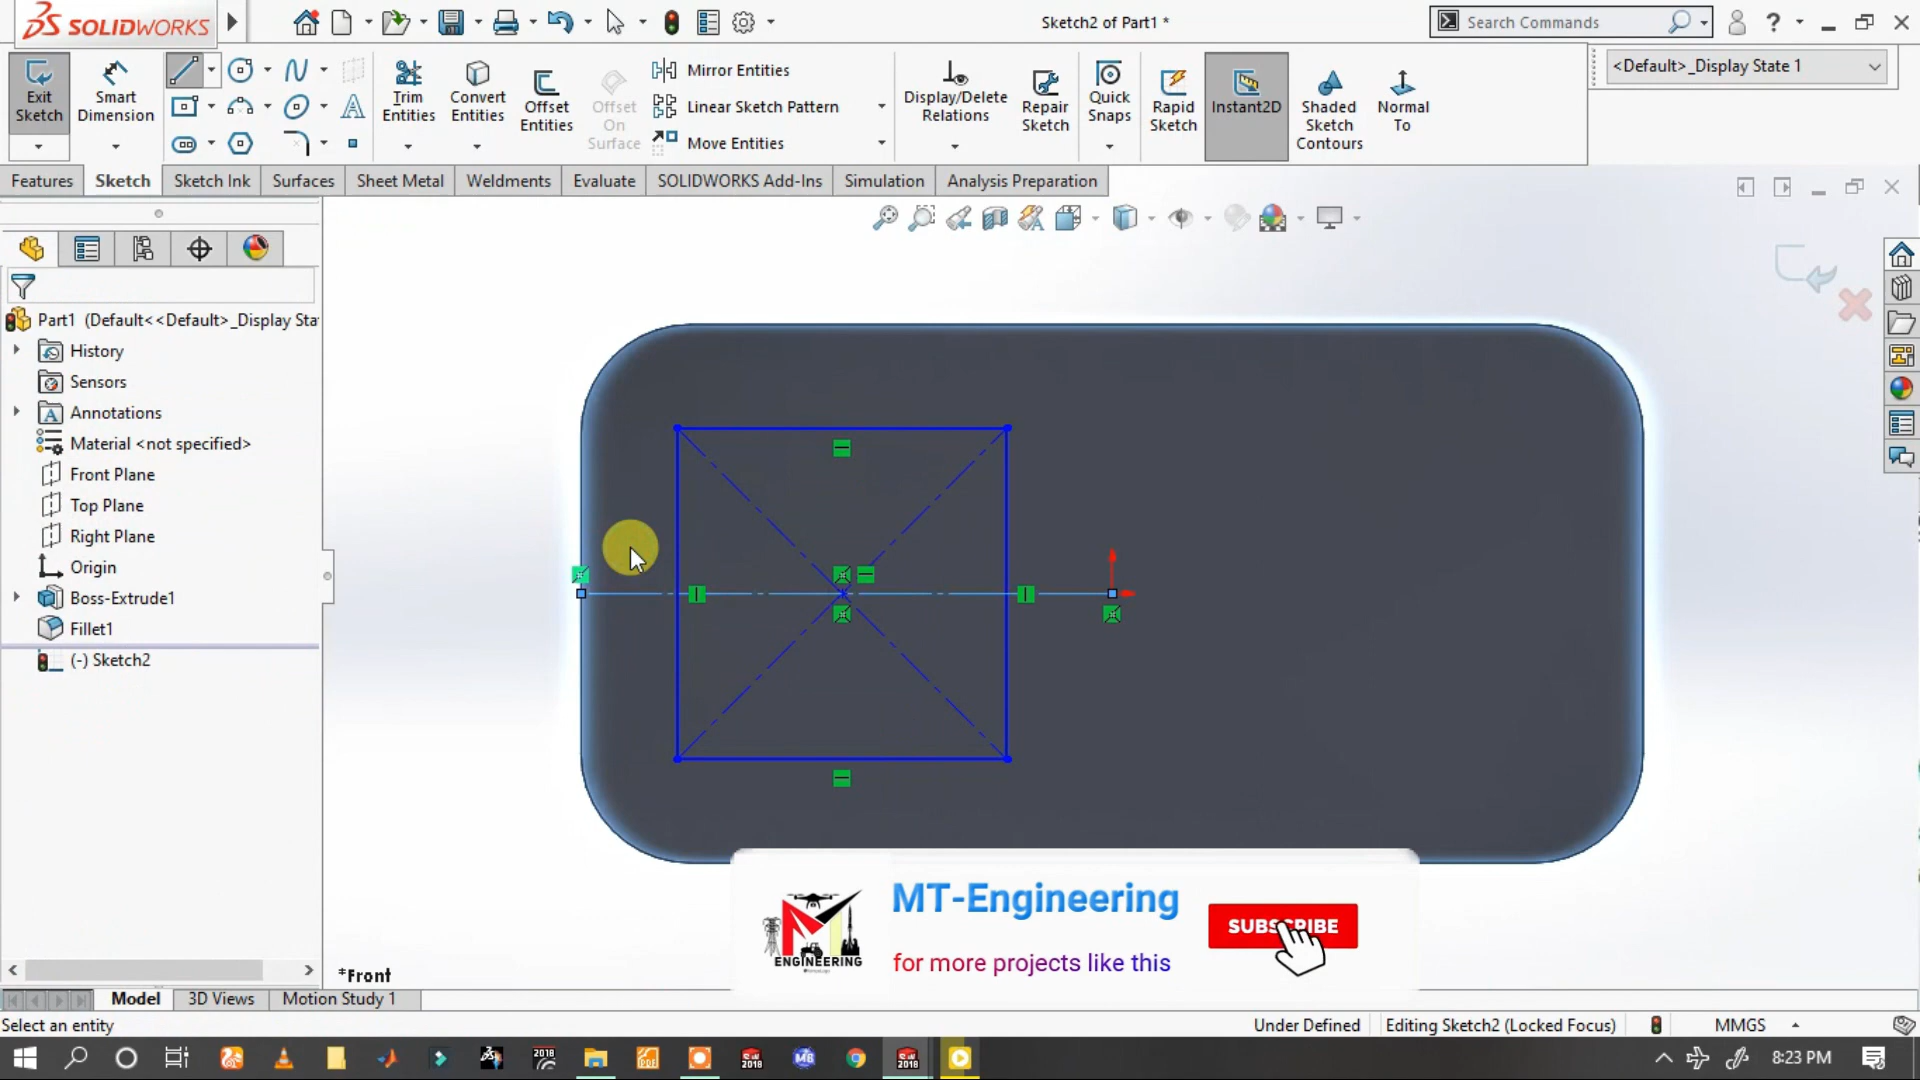 SOLIDWORKS
Sketch2 of Part1 *
Search Commands
Exit Sketch
Smart Dimension
Trim Entities
Convert Entities
Offset Entities
Offset On Surface
Mirror Entities
Linear Sketch Pattern
Move Entities
Display/Delete Relations
Repair Sketch
Quick Snaps
Rapid Sketch
Instant2D
Shaded Sketch Contours
Normal To
<Default>_Display State 1
Features
Sketch
Sketch Ink
Surfaces
Sheet Metal
Weldments
Evaluate
SOLIDWORKS Add-Ins
Simulation
Analysis Preparation
Part1 (Default<<Default>_Display Sta
History
Sensors
Annotations
Material <not specified>
Front Plane
Top Plane
Right Plane
Origin
Boss-Extrude1
Fillet1
(-) Sketch2
MT-Engineering
SUBSCRIBE
ENGINEERING
for more projects like this
*Front
Model
3D Views
Motion Study 1
Select an entity
Under Defined
Editing Sketch2 (Locked Focus)
MMGS
8:23 PM